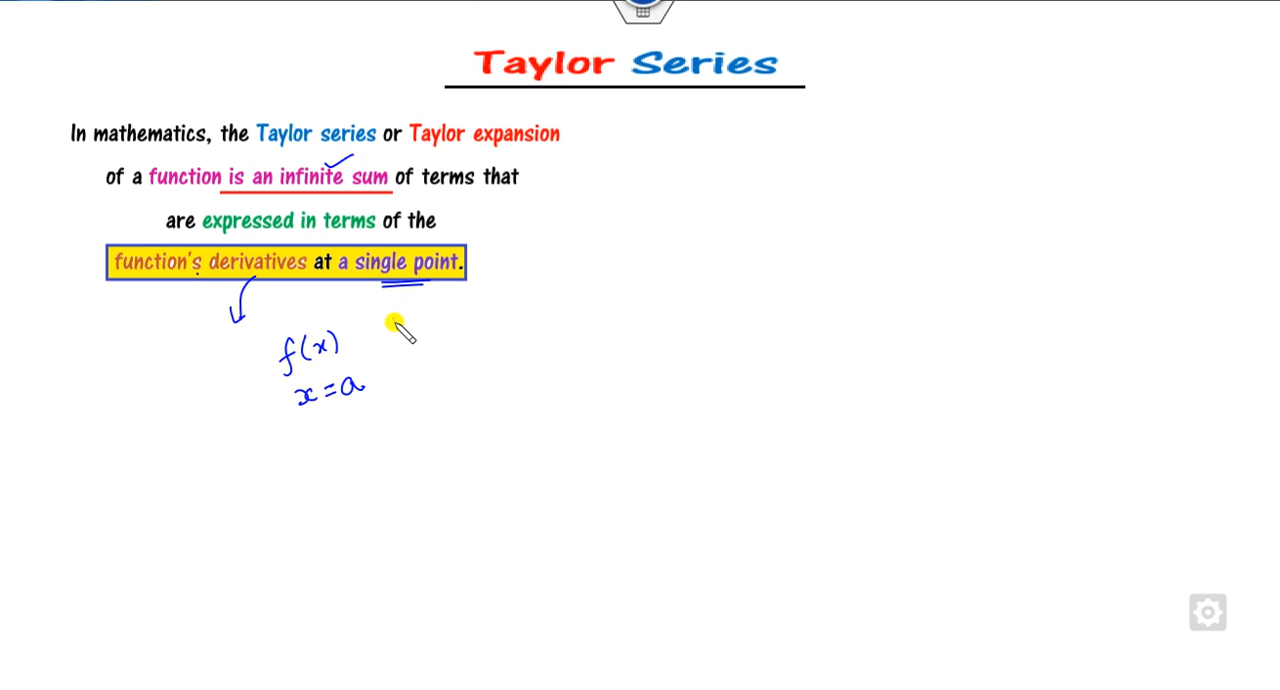 Taylor Series
In mathematics, the Taylor series or Taylor expansion
of a function is an infinite sum of terms that
are expressed in terms of the
function's derivatives at a single point.
f(x)
x=a